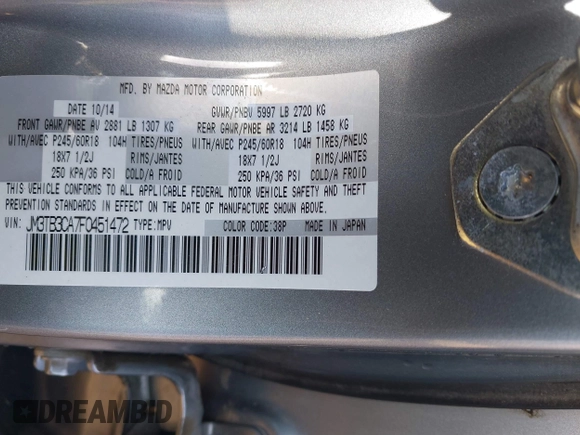 MFD. BY MAZDA MOTOR CORPORATION
DATE 10/14 GVWR/PNBV 5997 LB 2720 KG
FRONT GAWR/PNBE AV 2881 LB 1307 KG REAR GAWR/PNBE AR 3214 LB 1458 KG
WITH/AVEC P245/60R18 104H TIRES/PNEUS WITH/AVEC P245/60R18 104H TIRES/PNEUS
18X7 1/2J RIMS/JANTES 18X7 1/2J RIMS/JANTES
250 KPA/36 PSI COLD/A FROID 250 KPA/36 PSI COLD/A FROID
THIS VEHICLE CONFORMS TO ALL APPLICABLE FEDERAL MOTOR VEHICLE SAFETY AND THEFT
PREVENTION STANDARDS IN EFFECT ON THE DATE OF MANUFACTURE SHOWN ABOVE.
VIN: JM3TB3CA7F0451472 TYPE: MPV COLOR CODE: 38P MADE IN JAPAN
DREAMBID